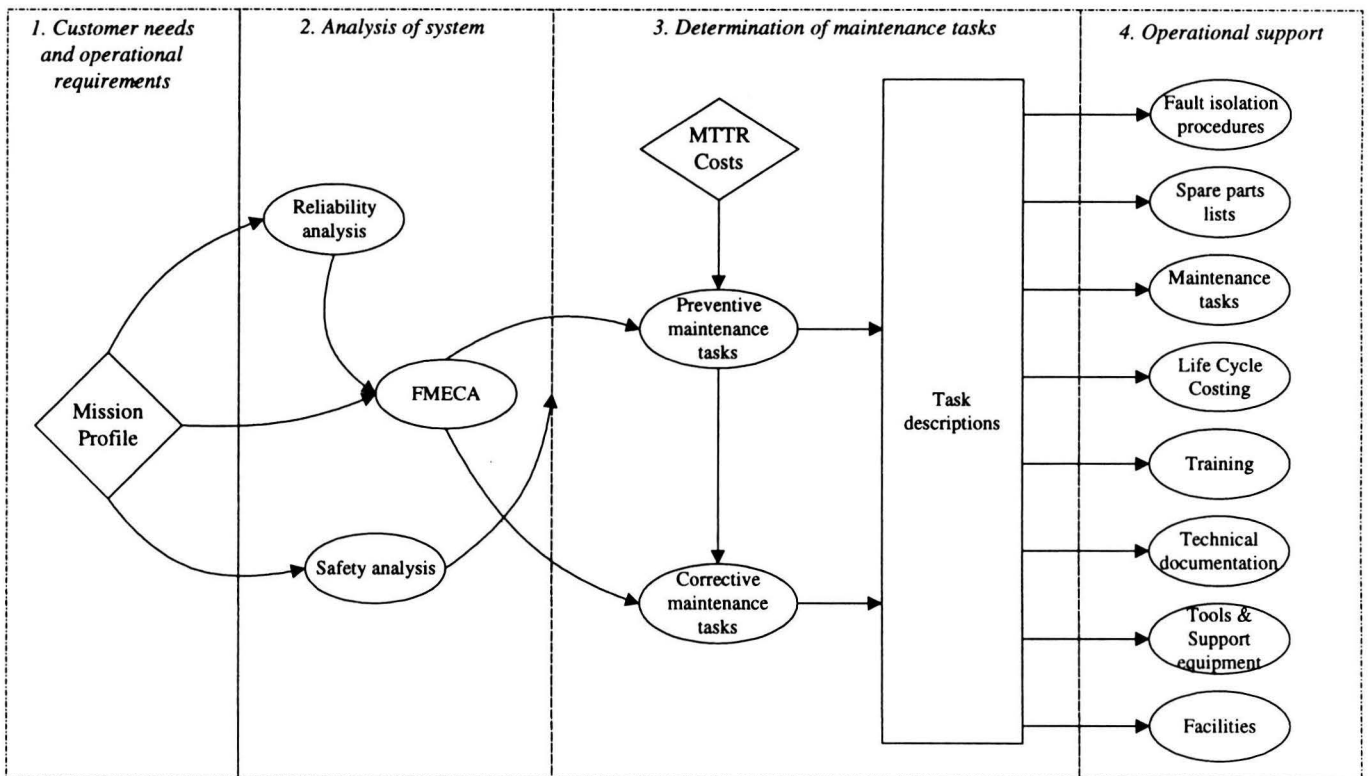 1. Customer needs
and operational
requirements
2. Analysis of system
3. Determination of maintenance tasks
4. Operational support
Mission
Profile
Reliability
analysis
FMECA
Safety analysis
MTTR
Costs
Preventive
maintenance
tasks
Corrective
maintenance
tasks
Task
descriptions
Fault isolation
procedures
Spare parts
lists
Maintenance
tasks
Life Cycle
Costing
Training
Technical
documentation
Tools &
Support
equipment
Facilities